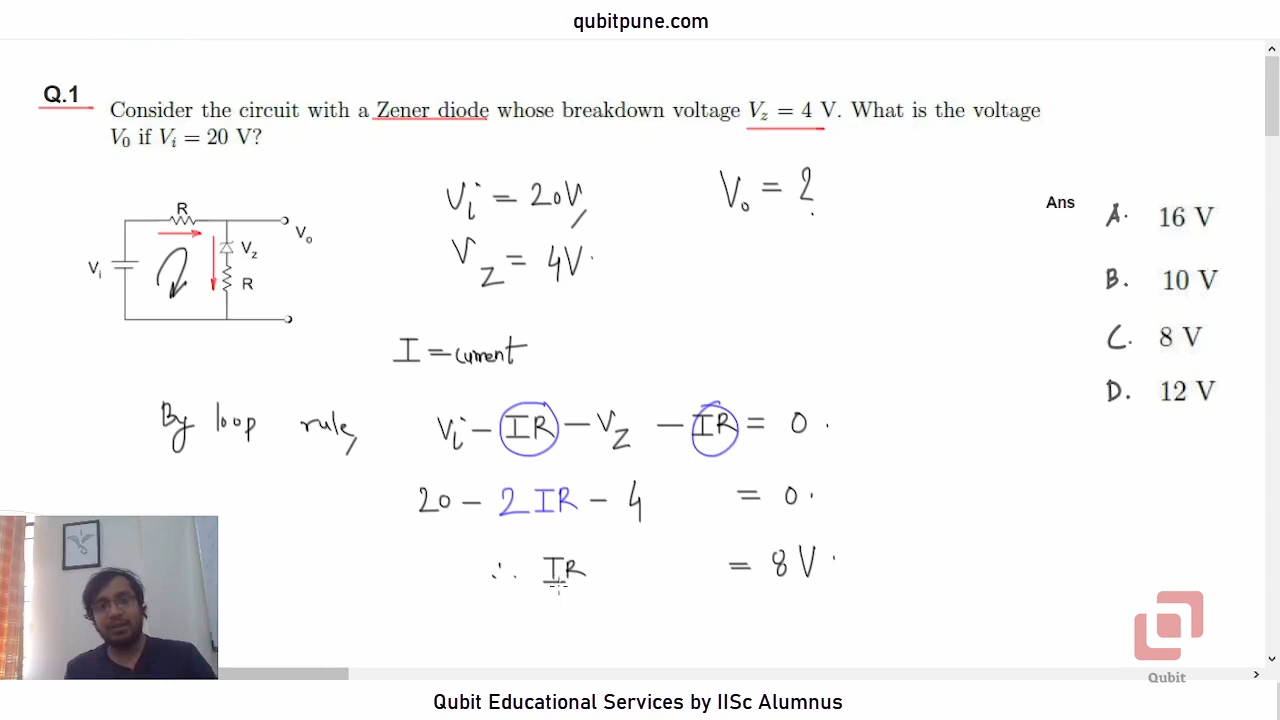 qubitpune.com
Q.1
Consider the circuit with a Zener diode whose breakdown voltage V_z = 4 V. What is the voltage
V_0 if V_i = 20 V?
R
V_o
V_z
V_i
R
V_i = 20V,
V_o = ?
V_Z = 4V.
Ans
A. 16 V
B. 10 V
C. 8 V
D. 12 V
I = current
By loop rule, V_i - IR - V_Z - IR = 0.
20 - 2IR - 4 = 0.
∴ IR = 8V.
Qubit
Qubit Educational Services by IISc Alumnus